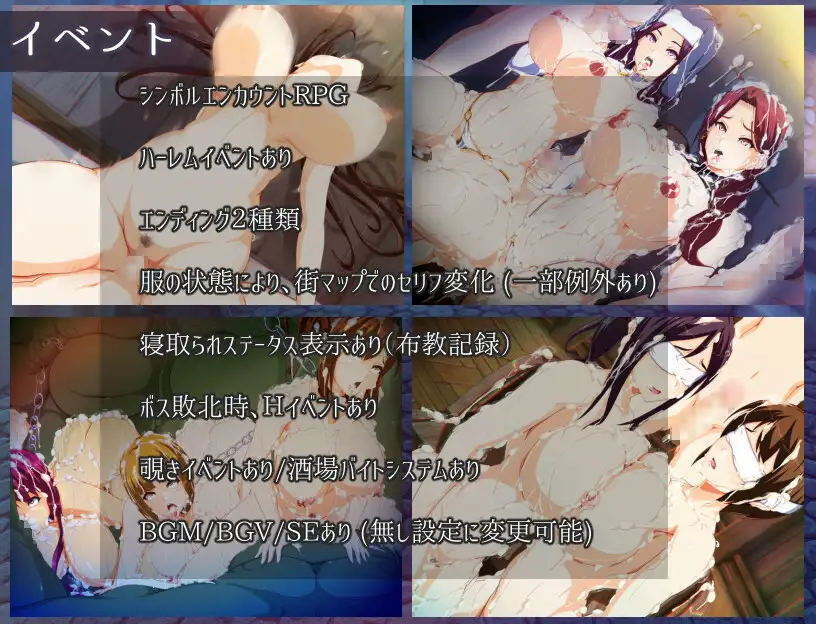 イベント
シンボルエンカウントRPG
ハーレムイベントあり
エンディング2種類
服の状態により、街マップでのセリフ変化 (一部例外あり)
寝取られステータス表示あり(布教記録)
ボス敗北時、Hイベントあり
覗きイベントあり/酒場バイトシステムあり
BGM/BGV/SEあり (無し設定に変更可能)